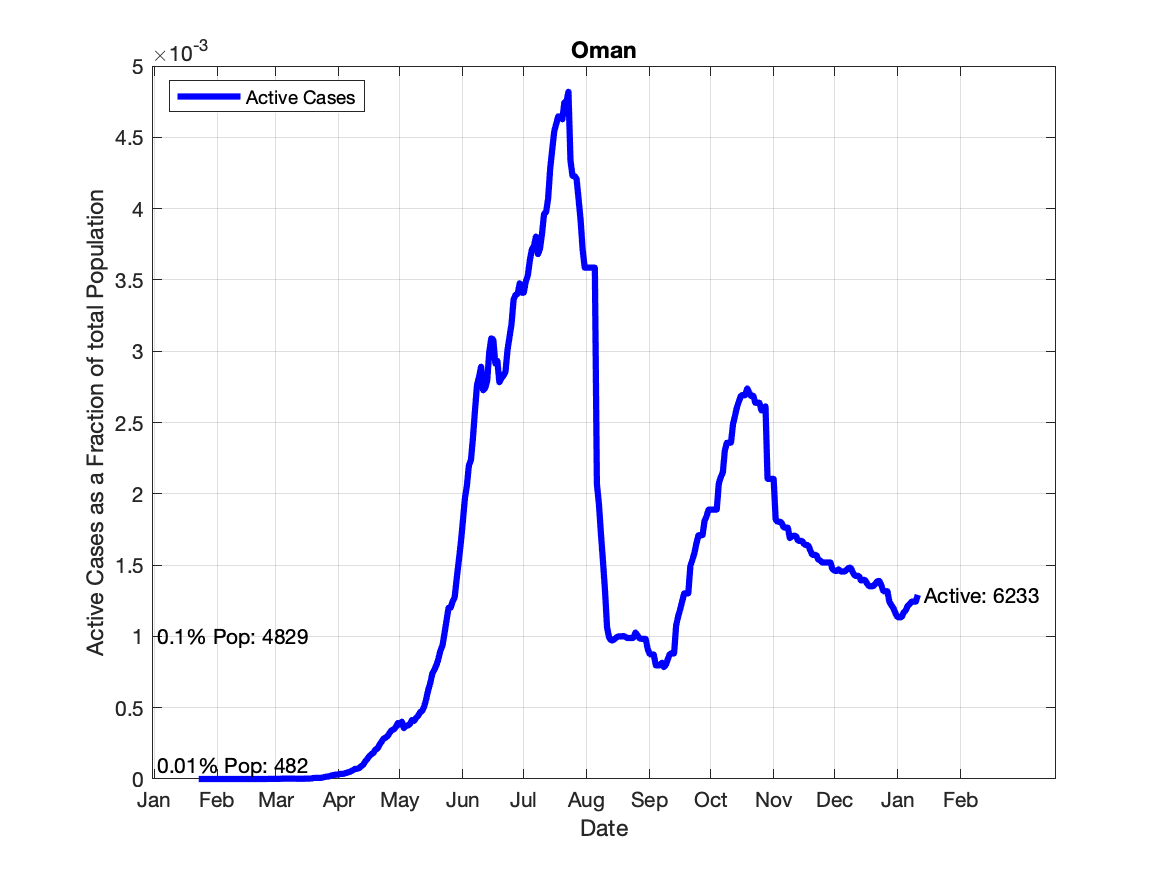 Oman
×10-3
5
Active Cases
4.5
4
3.5
3
2.5
2
1.5
1
0.5
0
Active Cases as a Fraction of total Population
Active: 6233
0.1% Pop: 4829
0.01% Pop: 482
Jan Feb Mar Apr May Jun Jul Aug Sep Oct Nov Dec Jan Feb
Date